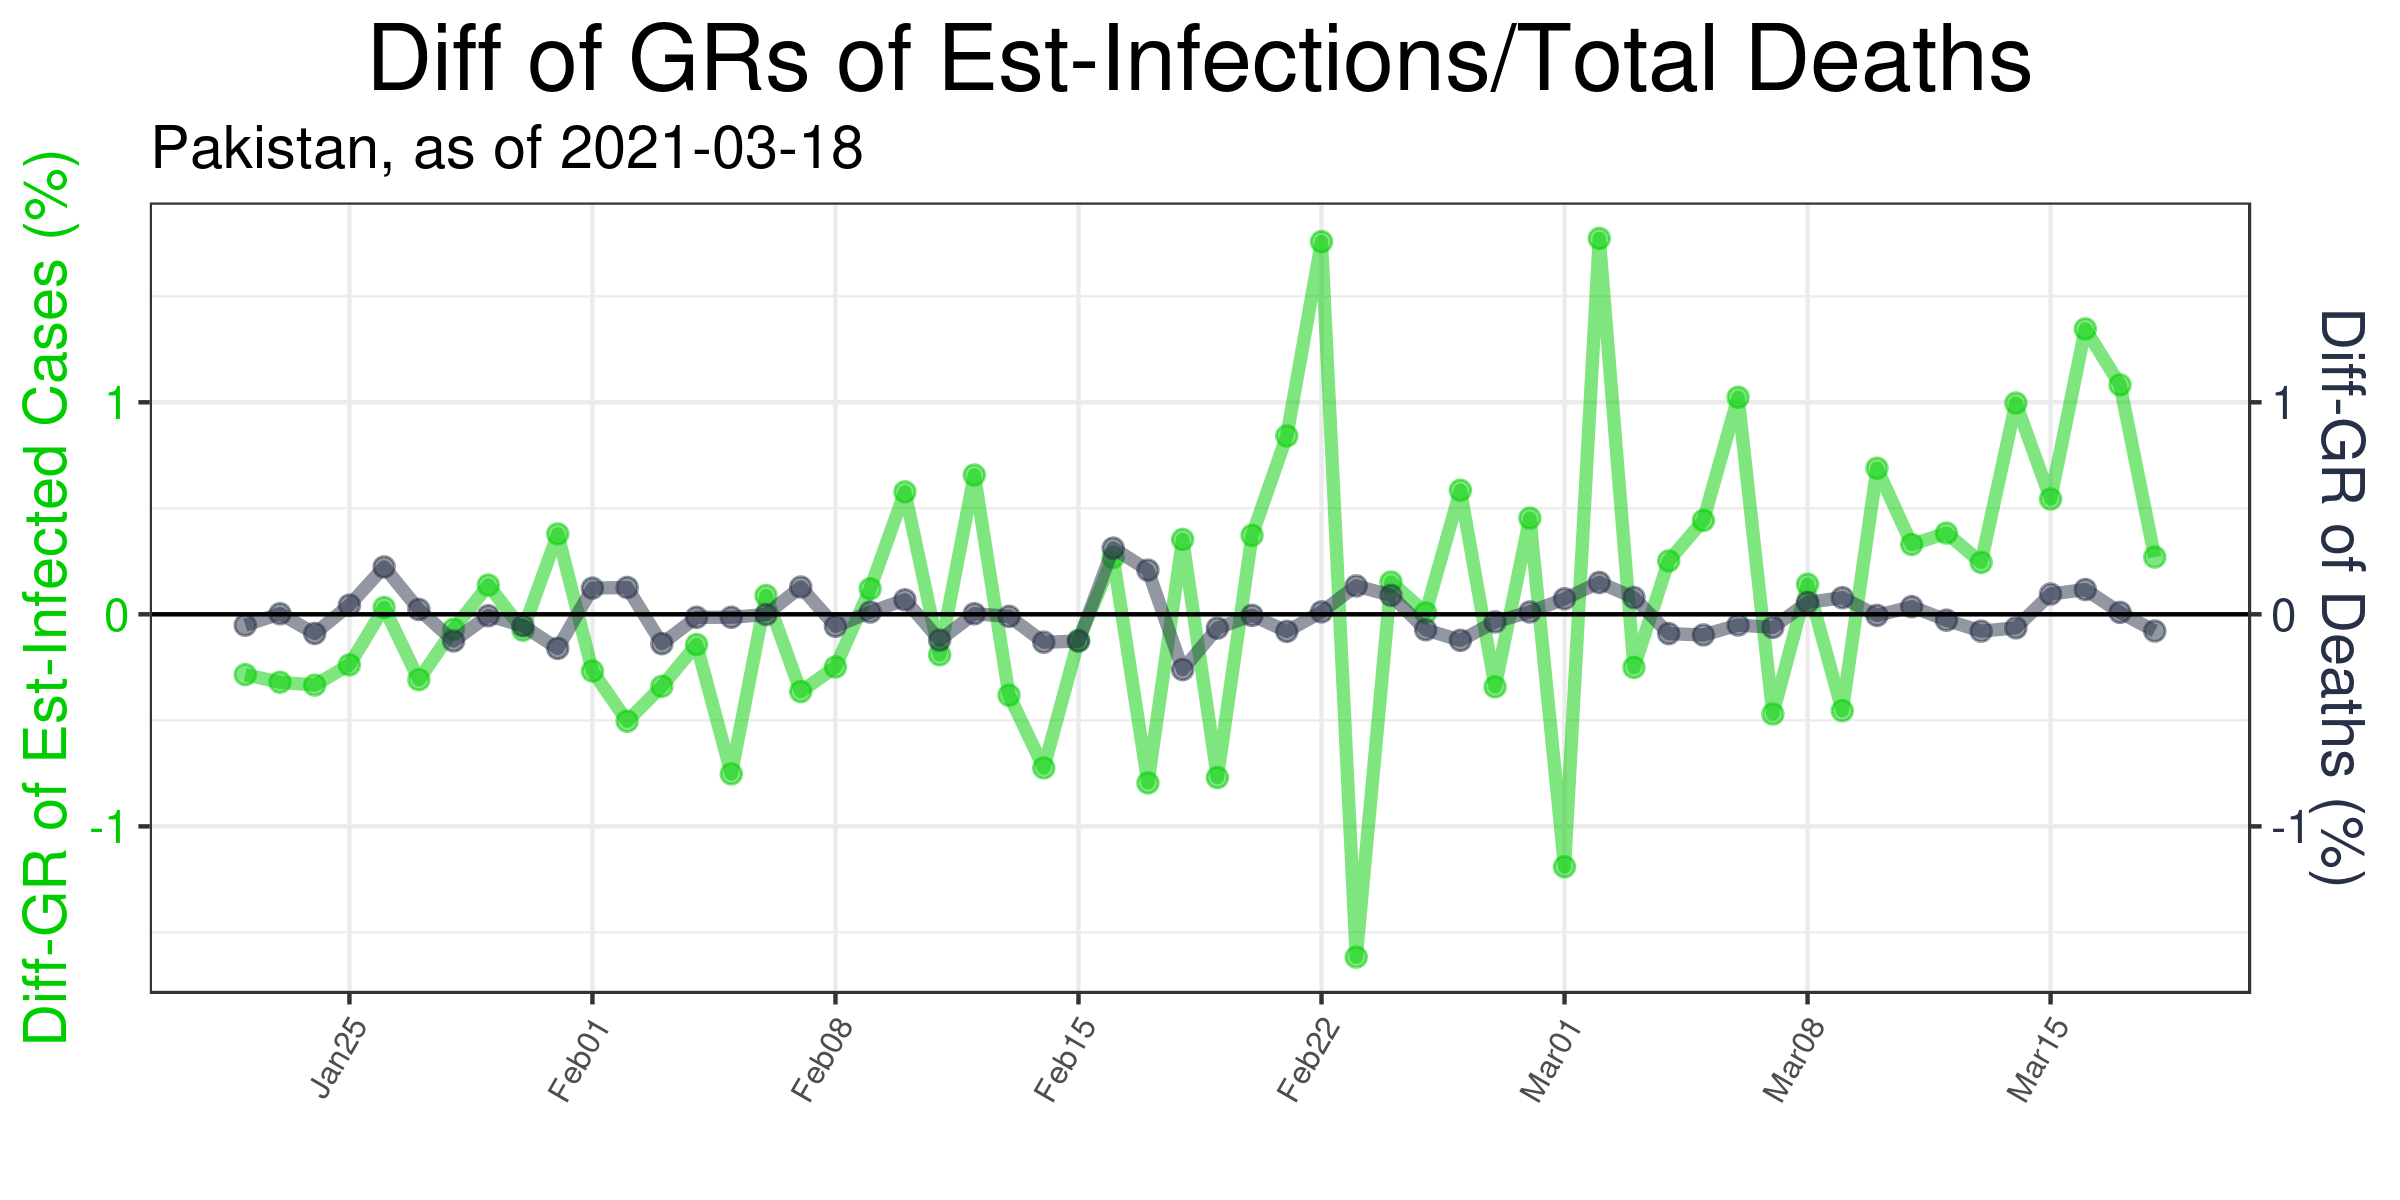 Diff of GRs of Est-Infections/Total Deaths
Pakistan, as of 2021-03-18
Diff-GR of Est-Infected Cases (%)
1
0
-1
1
0
-1
Diff-GR of Deaths (%)
Jan25
Feb01
Feb08
Feb15
Feb22
Mar01
Mar08
Mar15